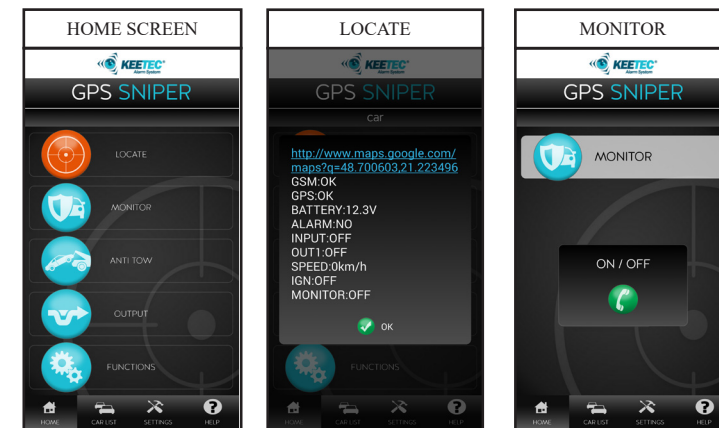 HOME SCREEN
KEETEC
Alarm System
GPS SNIPER
LOCATE
MONITOR
ANTI TOW
OUTPUT
FUNCTIONS
HOME CAR LIST SETTINGS HELP
LOCATE
KEETEC
Alarm System
GPS SNIPER
car
http://www.maps.google.com/
maps?q=48.700603,21.223496
GSM:OK
GPS:OK
BATTERY:12.3V
ALARM:NO
INPUT:OFF
OUT1:OFF
SPEED:0km/h
IGN:OFF
MONITOR:OFF
OK
FUNCTIONS
HOME CAR LIST SETTINGS HELP
MONITOR
KEETEC
Alarm System
GPS SNIPER
MONITOR
ON / OFF
HOME CAR LIST SETTINGS HELP